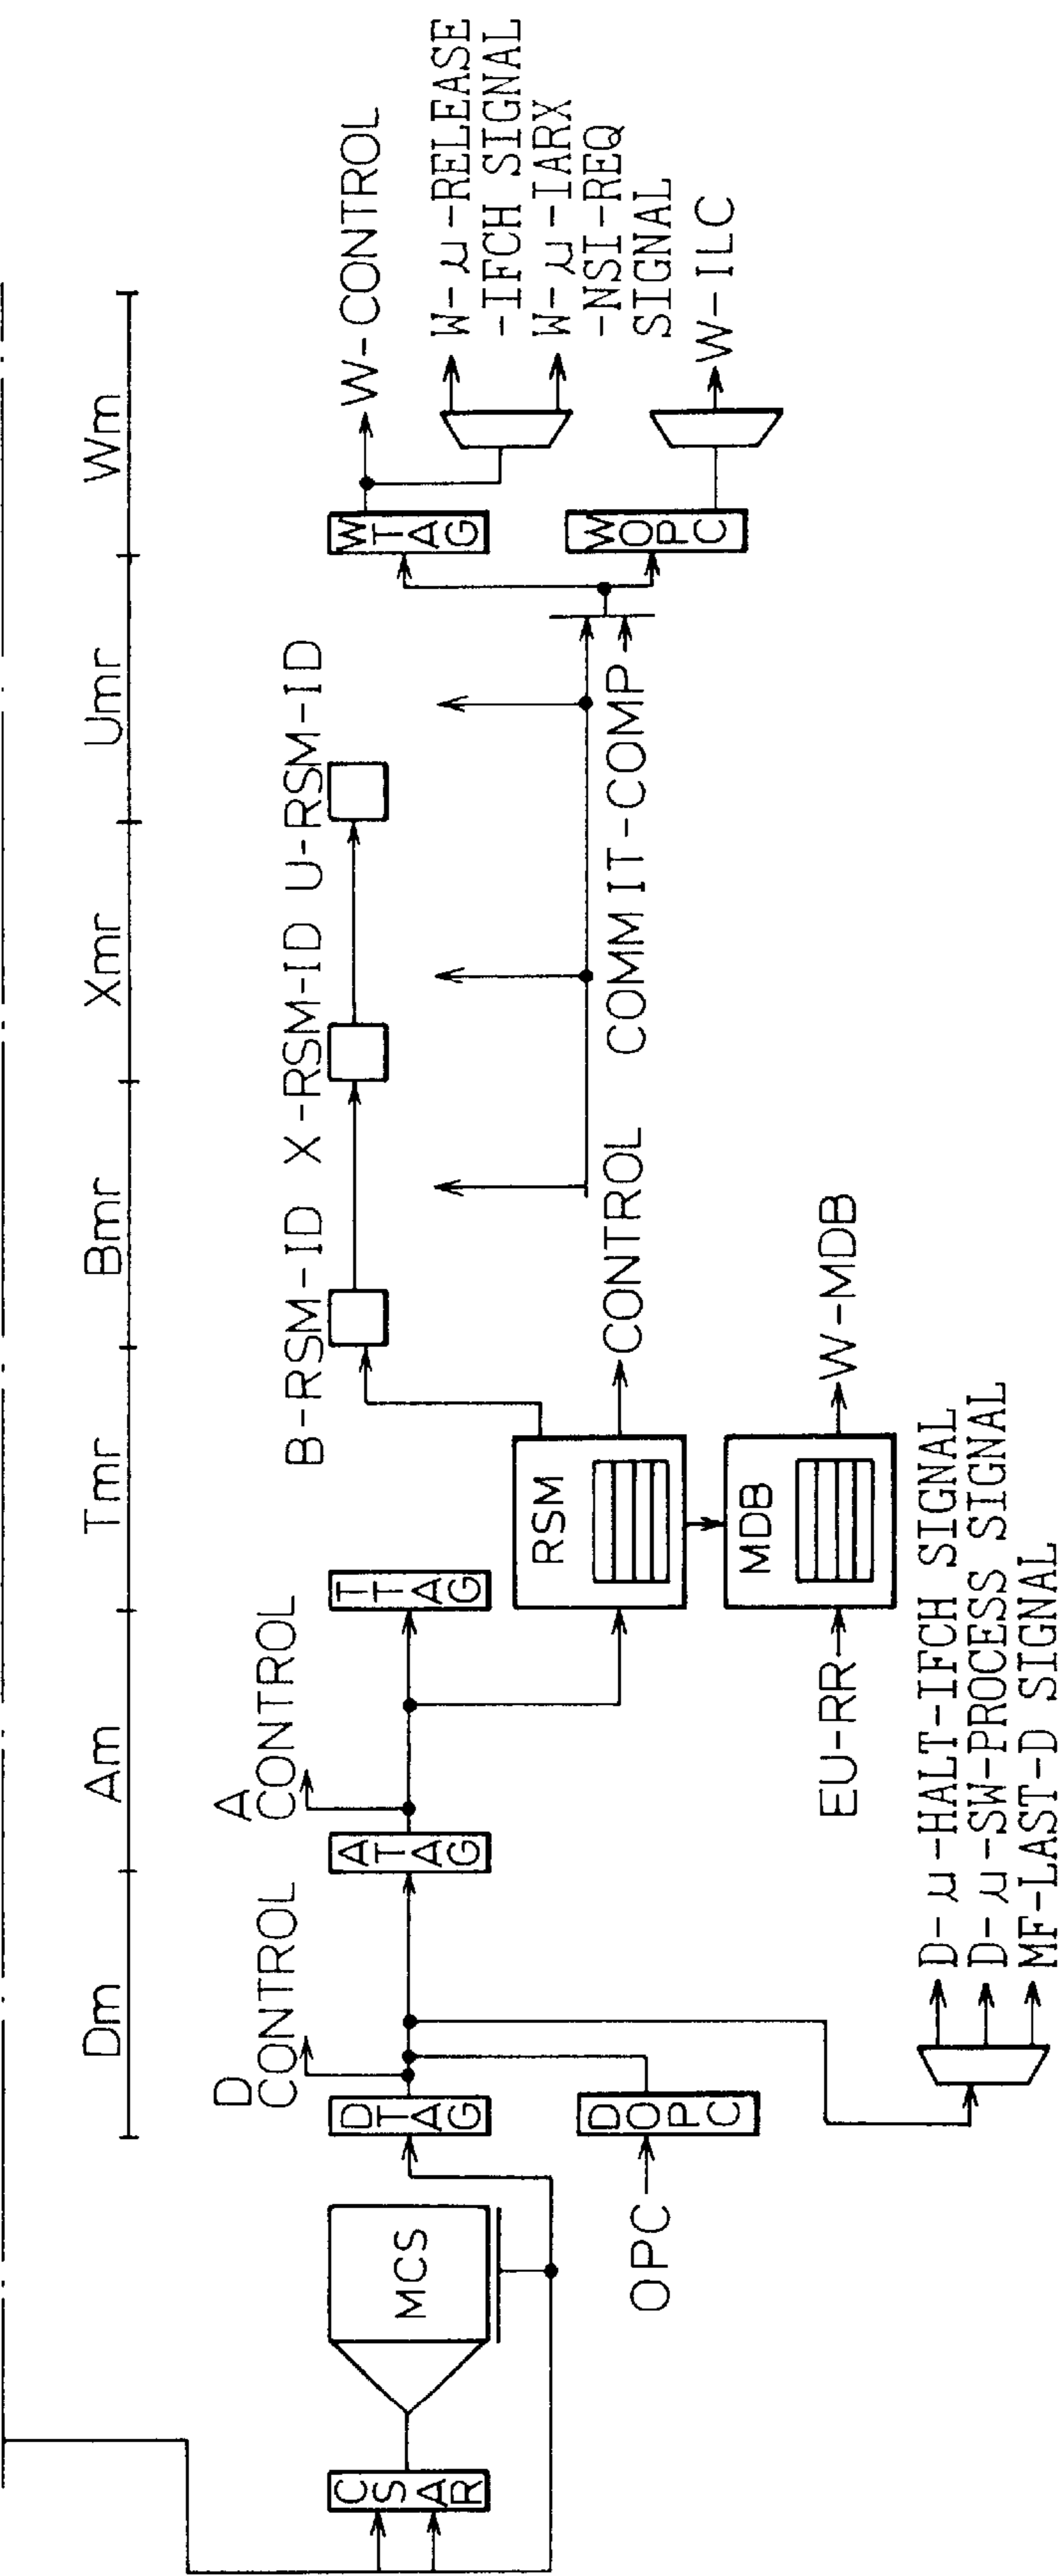 Dm
Am
Tmr
Bmr
Xmr
Umr
Wm
D
CONTROL
A
CONTROL
B-RSM-ID
X-RSM-ID
U-RSM-ID
W-CONTROL
CSAR
MCS
DTAG
ATAG
TTAG
WTAG
W-μ-RELEASE
-IFCH SIGNAL
W-μ-IARX
-NSI-REQ
SIGNAL
OPC
DOPC
RSM
CONTROL
COMMIT-COMP
WOPC
W-ILC
EU-RR
MDB
W-MDB
D-μ-HALT-IFCH SIGNAL
D-μ-SW-PROCESS SIGNAL
MF-LAST-D SIGNAL